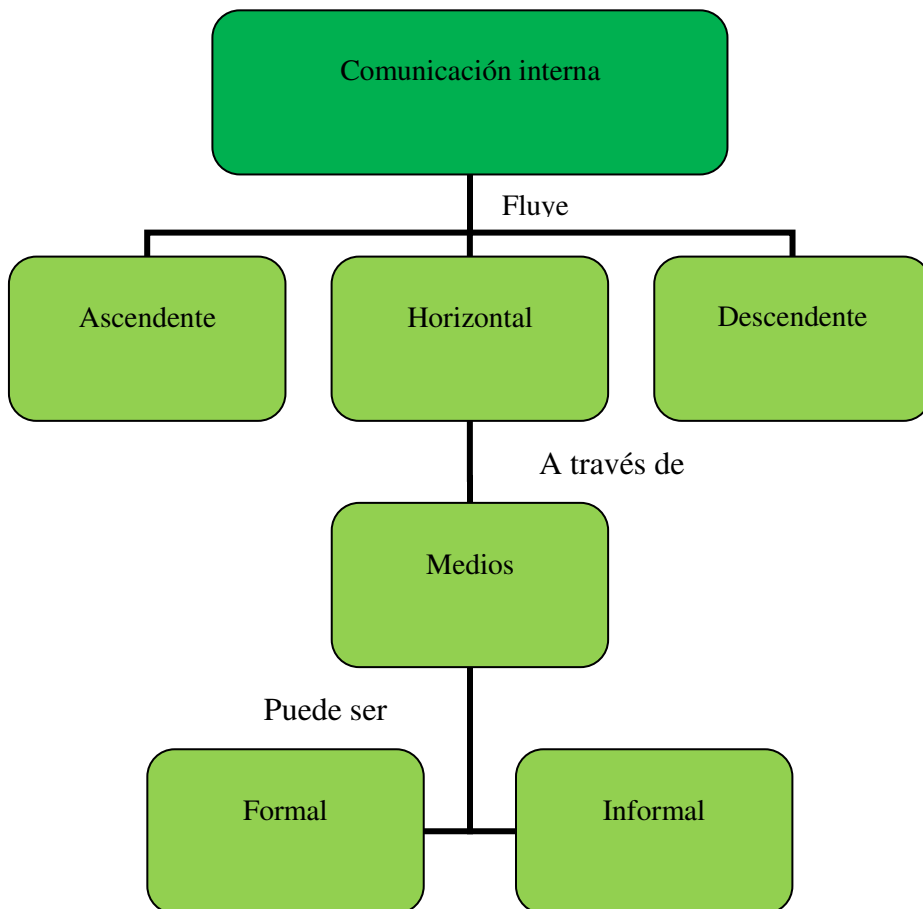 Comunicación interna
Fluye
Ascendente
Horizontal
Descendente
A través de
Medios
Puede ser
Formal
Informal